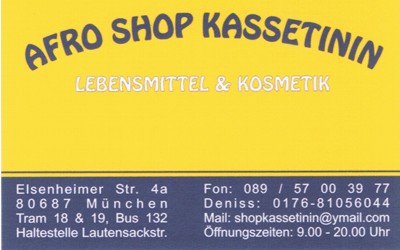 AFRO SHOP KASSETININ
LEBENSMITTEL & KOSMETIK
Elsenheimer Str. 4a
80687 München
Tram 18 & 19, Bus 132
Haltestelle Lautensackstr.
Fon: 089 / 57 00 39 77
Deniss: 0176-81056044
Mail: shopkassetinin@ymail.com
Öffnungszeiten: 9.00 - 20.00 Uhr